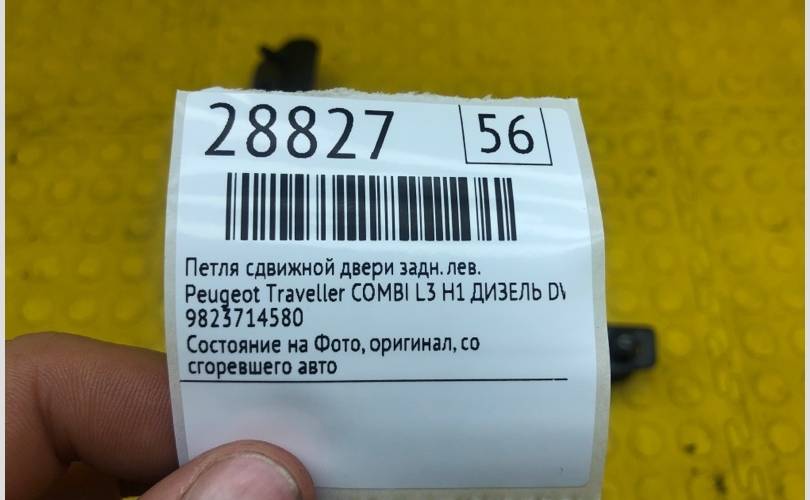 28827
56
Петля сдвижной двери задн. лев.
Peugeot Traveller COMBI L3 H1 ДИЗЕЛЬ
9823714580
Состояние на Фото, оригинал, со
сгоревшего авто